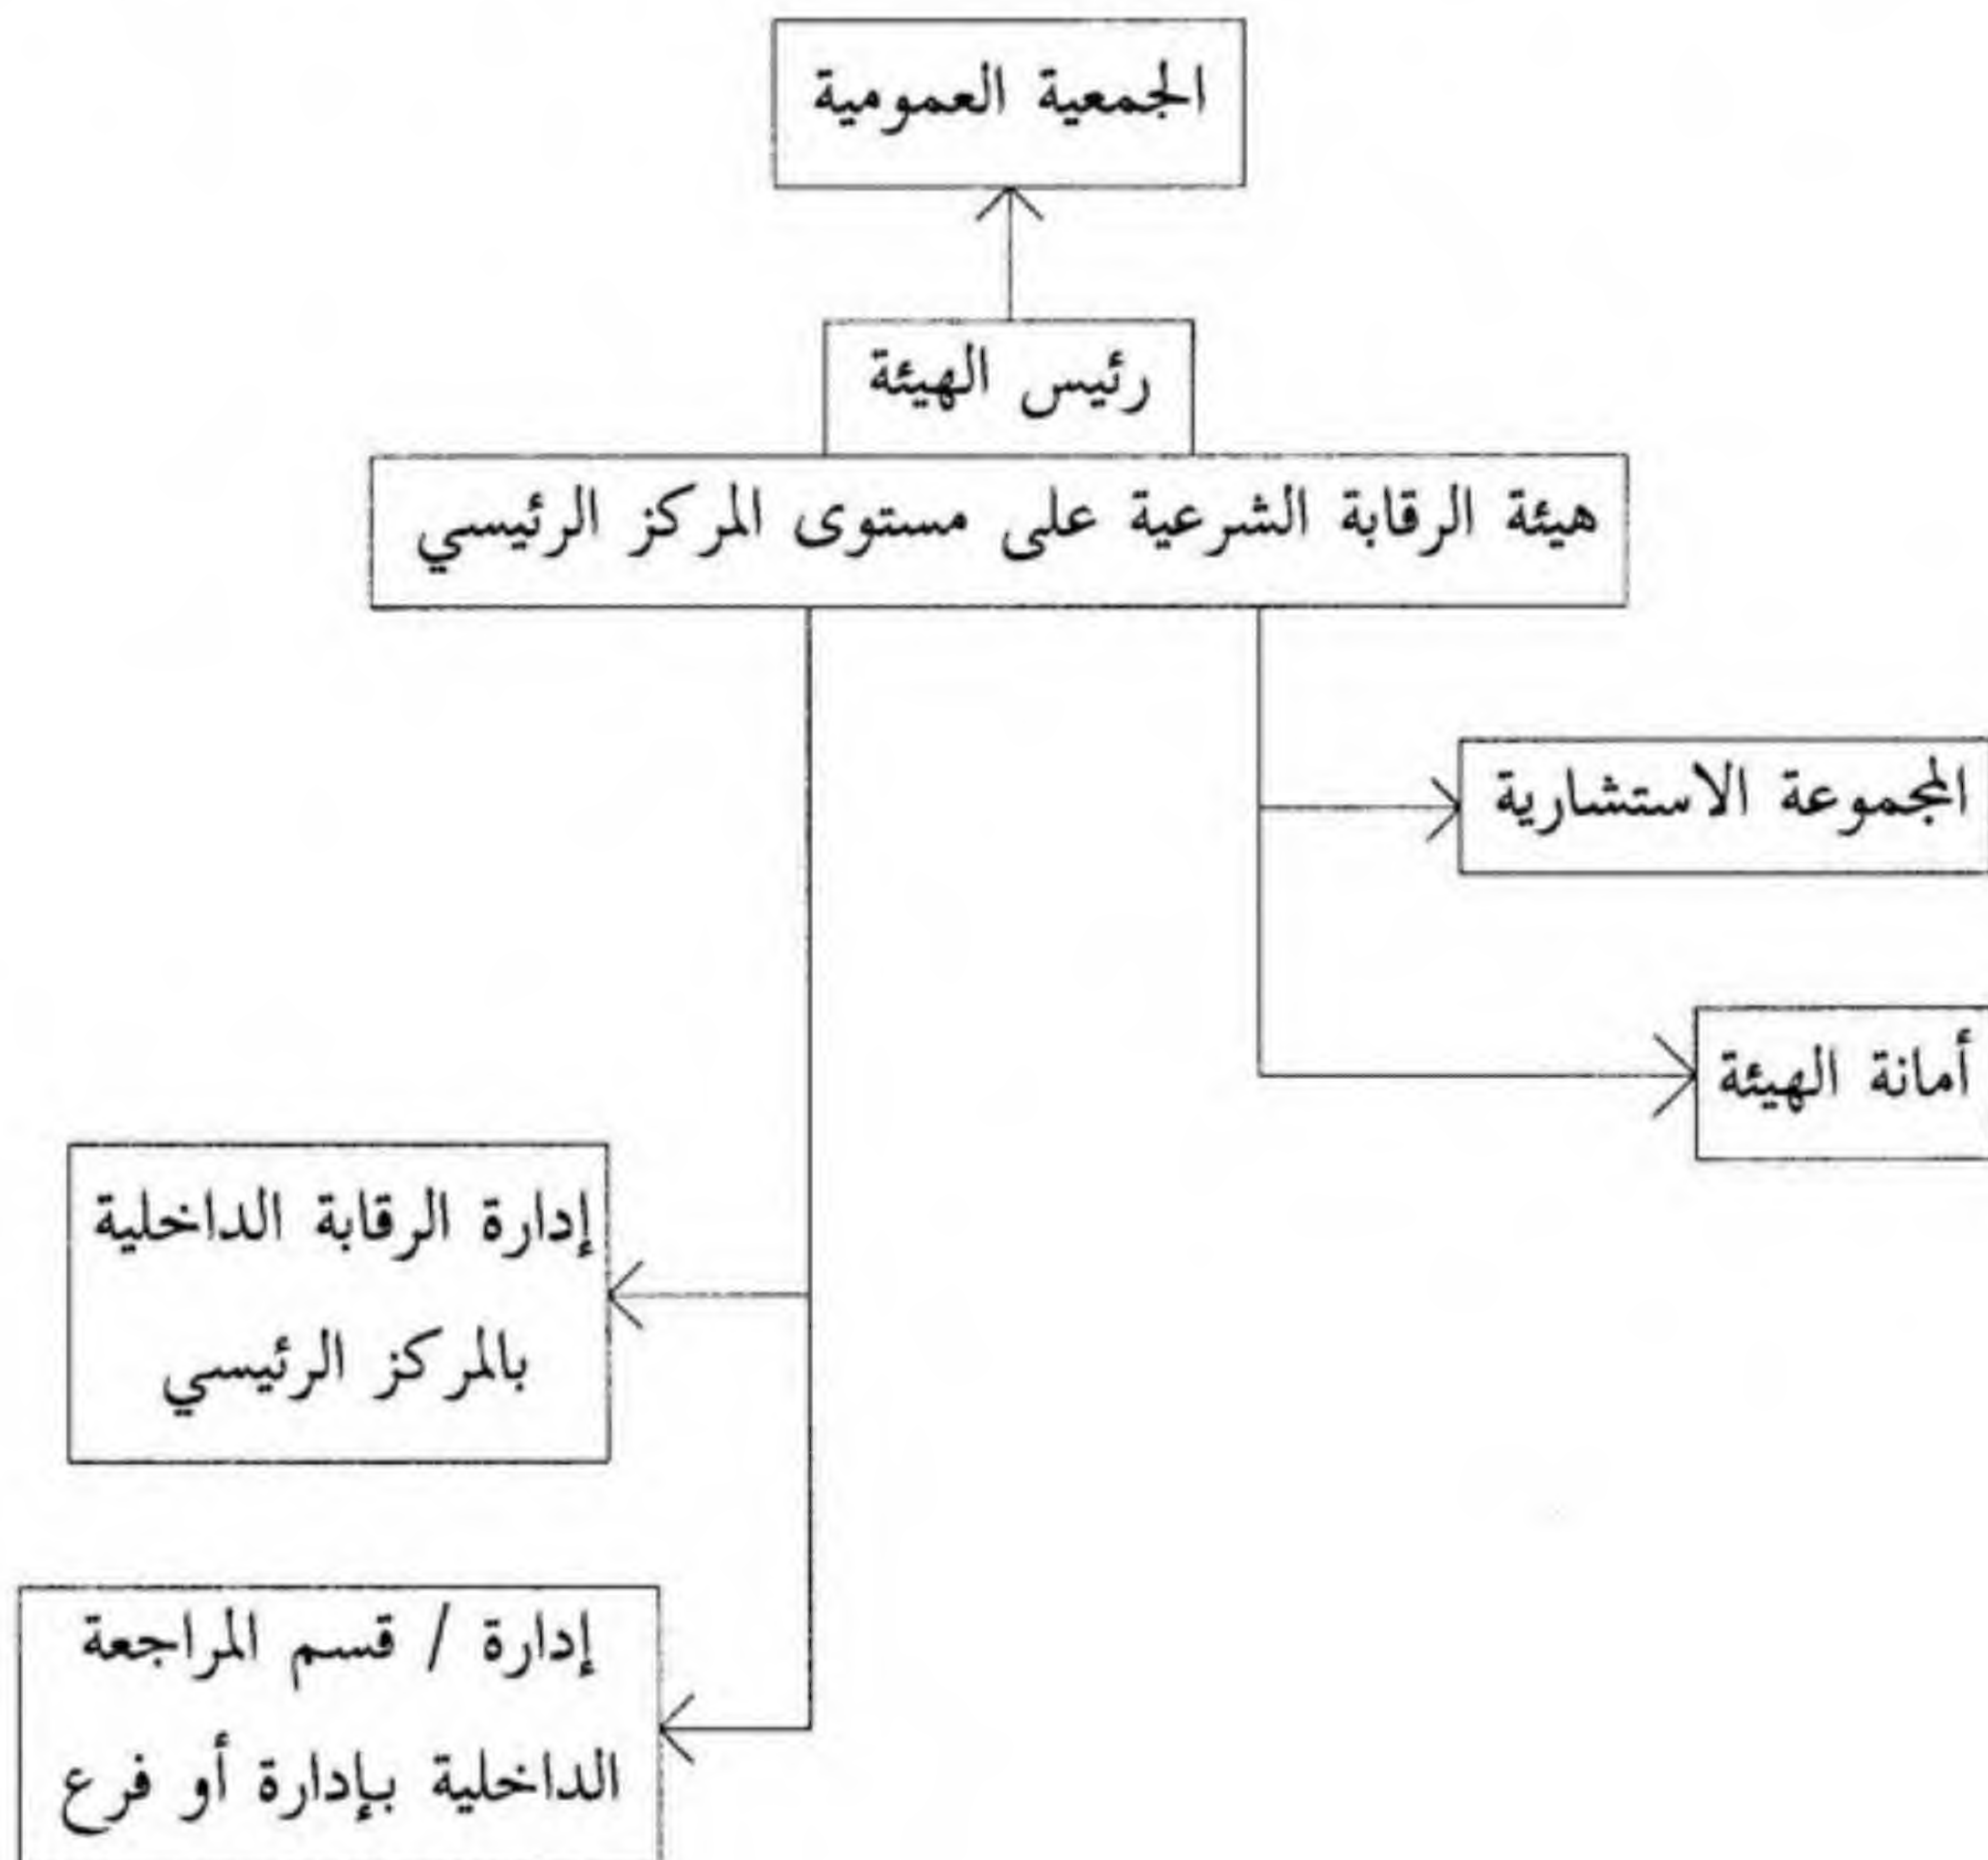 الجمعية العمومية
رئيس الهيئة
هيئة الرقابة الشرعية على مستوى المركز الرئيسي
المجموعة الاستشارية
أمانة الهيئة
إدارة الرقابة الداخلية
بالمركز الرئيسي
إدارة / قسم المراجعة
الداخلية بإدارة أو فرع